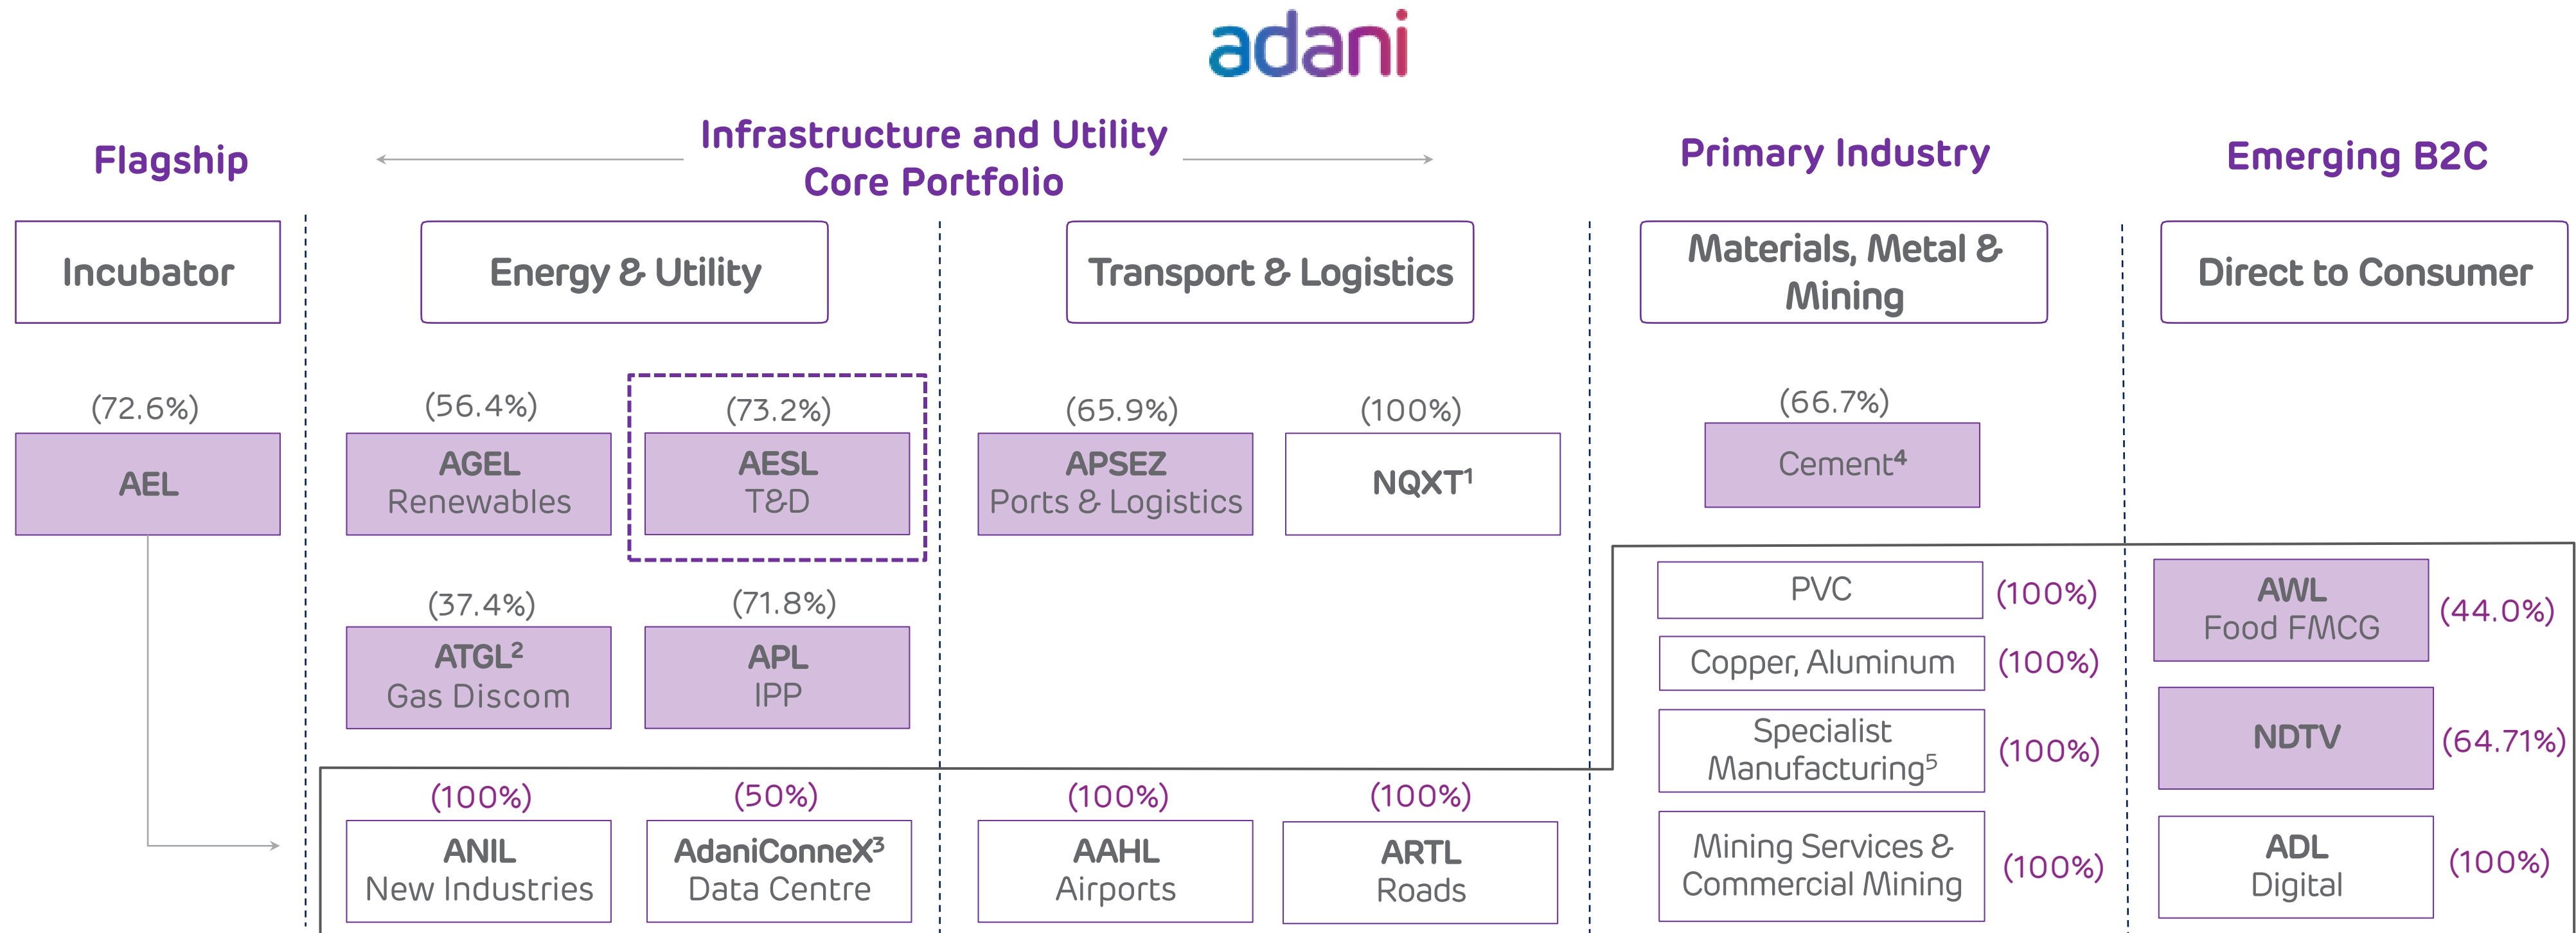 adani
Flagship
Infrastructure and Utility
Core Portfolio
Primary Industry
Emerging B2C
Incubator
Energy & Utility
Transport & Logistics
Materials, Metal &
Mining
Direct to Consumer
(72.6%)
AEL
(56.4%)
AGEL
Renewables
(73.2%)
AESL
T&D
(65.9%)
APSEZ
Ports & Logistics
(100%)
NQXT¹
(66.7%)
Cement⁴
(37.4%)
ATGL²
Gas Discom
(71.8%)
APL
IPP
PVC (100%)
Copper, Aluminum (100%)
Specialist
Manufacturing⁵ (100%)
Mining Services &
Commercial Mining (100%)
AWL
Food FMCG (44.0%)
NDTV (64.71%)
ADL
Digital (100%)
(100%)
ANIL
New Industries
(50%)
AdaniConneX³
Data Centre
(100%)
AAHL
Airports
(100%)
ARTL
Roads